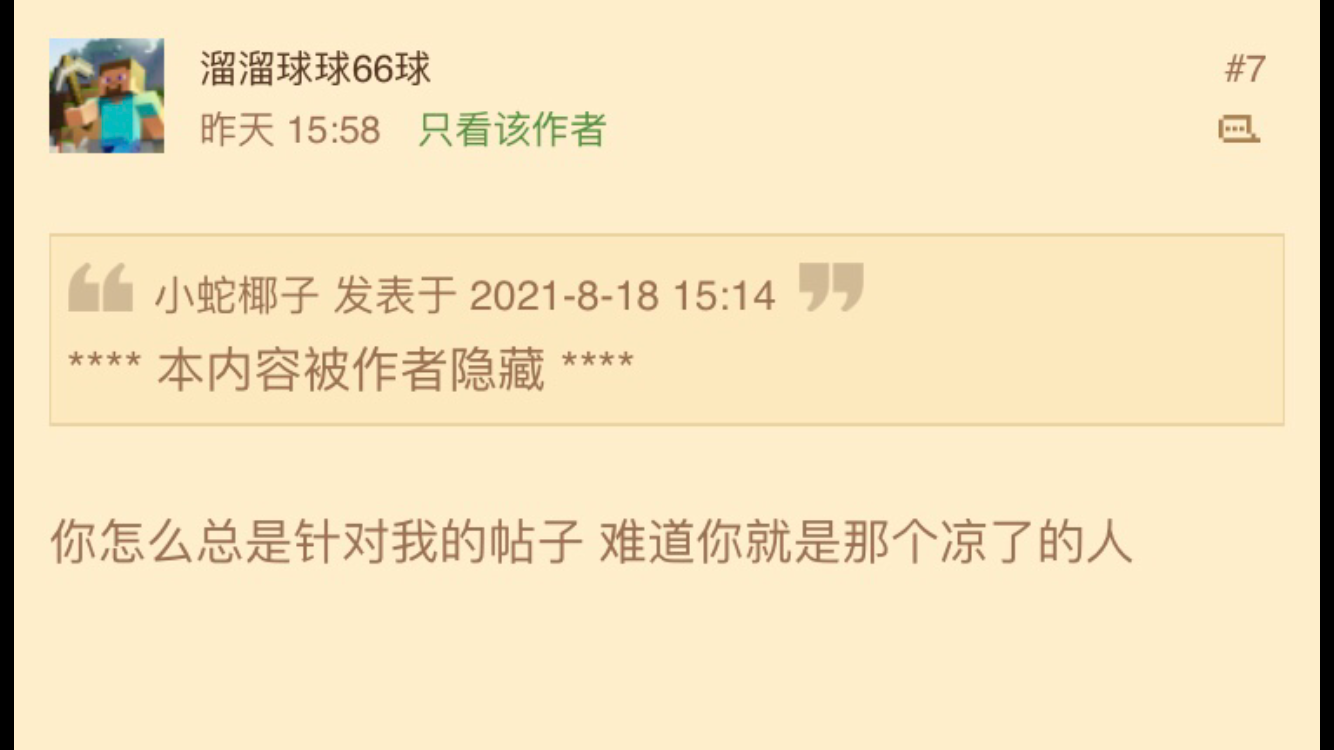 溜溜球球66球
#7
昨天 15:58 只看该作者
小蛇椰子 发表于 2021-8-18 15:14
**** 本内容被作者隐藏 ****
你怎么总是针对我的帖子 难道你就是那个凉了的人